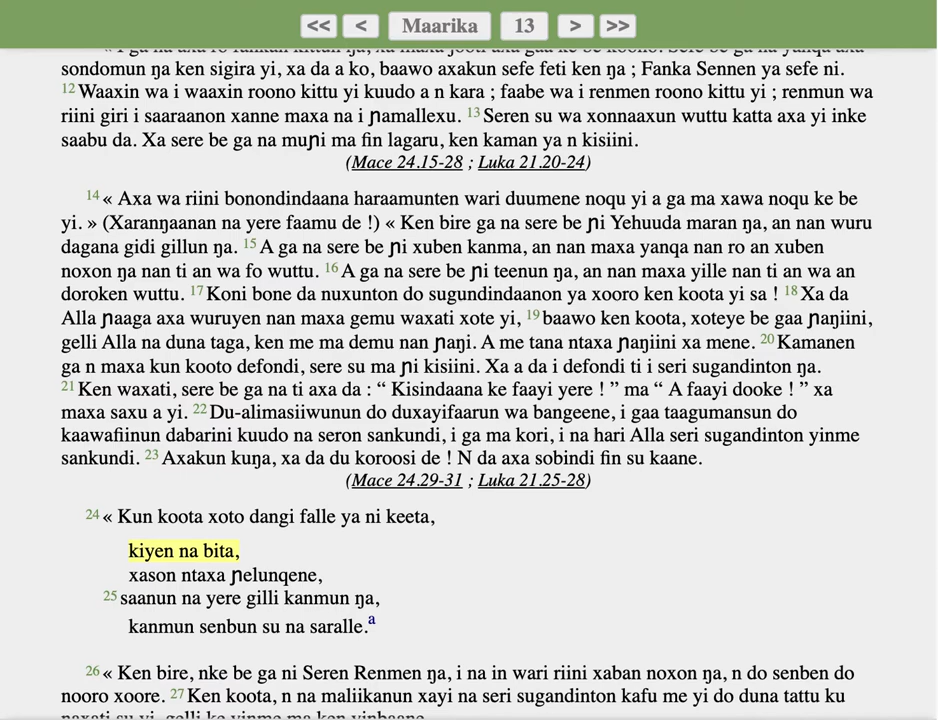 << < Maarika 13 > >>
sondomun ŋa ken sigira yi, xa da a ko, baawo axakun sefe feti ken ŋa ; Fanka Sennen ya sefe ni.
12 Waaxin wa i waaxin roono kittu yi kuudo a n kara ; faabe wa i renmen roono kittu yi ; renmun wa
riini giri i saaraanon xanne maxa na i ɲamallexu. 13 Seren su wa xonnaaxun wuttu katta axa yi inke
saabu da. Xa sere be ga na muɲi ma fin lagaru, ken kaman ya n kisiini.
(Mace 24.15-28 ; Luka 21.20-24)
14 « Axa wa riini bonondindaana haraamunten wari duumene noqu yi a ga ma xawa noqu ke be
yi. » (Xaranŋaanan na yere faamu de !) « Ken bire ga na sere be ɲi Yehuuda maran ŋa, an nan wuru
dagana gidi gillun ŋa. 15 A ga na sere be ɲi xuben kanma, an nan maxa yanqa nan ro an xuben
noxon ŋa nan ti an wa fo wuttu. 16 A ga na sere be ɲi teenun ŋa, an nan maxa yille nan ti an wa an
doroken wuttu. 17 Koni bone da nuxunton do sugundindaanon ya xooro ken koota yi sa ! 18 Xa da
Alla ɲaaga axa wuruyen nan maxa gemu waxati xote yi, 19 baawo ken koota, xoteye be gaa ɲaŋiini,
gelli Alla na duna taga, ken me ma demu nan ɲaŋi. A me tana ntaxa ɲaŋiini xa mene. 20 Kamanen
ga n maxa kun kooto defondi, sere su ma ɲi kisiini. Xa a da i defondi ti i seri sugandinton ŋa.
21 Ken waxati, sere be ga na ti axa da : “ Kisindaana ke faayi yere ! ” ma “ A faayi dooke ! ” xa
maxa saxu a yi. 22 Du-alimasiiwunun do duxayifaarun wa bangeene, i gaa taagumansun do
kaawafiinun dabarini kuudo na seron sankundi, i ga ma kori, i na hari Alla seri sugandinton yinme
sankundi. 23 Axakun kuŋa, xa da du koroosi de ! N da axa sobindi fin su kaane.
(Mace 24.29-31 ; Luka 21.25-28)
24 « Kun koota xoto dangi falle ya ni keeta,
kiyen na bita,
xason ntaxa ɲelunqene,
25 saanun na yere gilli kanmun ŋa,
kanmun senbun su na saralle.a
26 « Ken bire, nke be ga ni Seren Renmen ŋa, i na in wari riini xaban noxon ŋa, n do senben do
nooro xoore. 27 Ken koota, n na maliikanun xayi na seri sugandinton kafu me yi do duna tattu ku